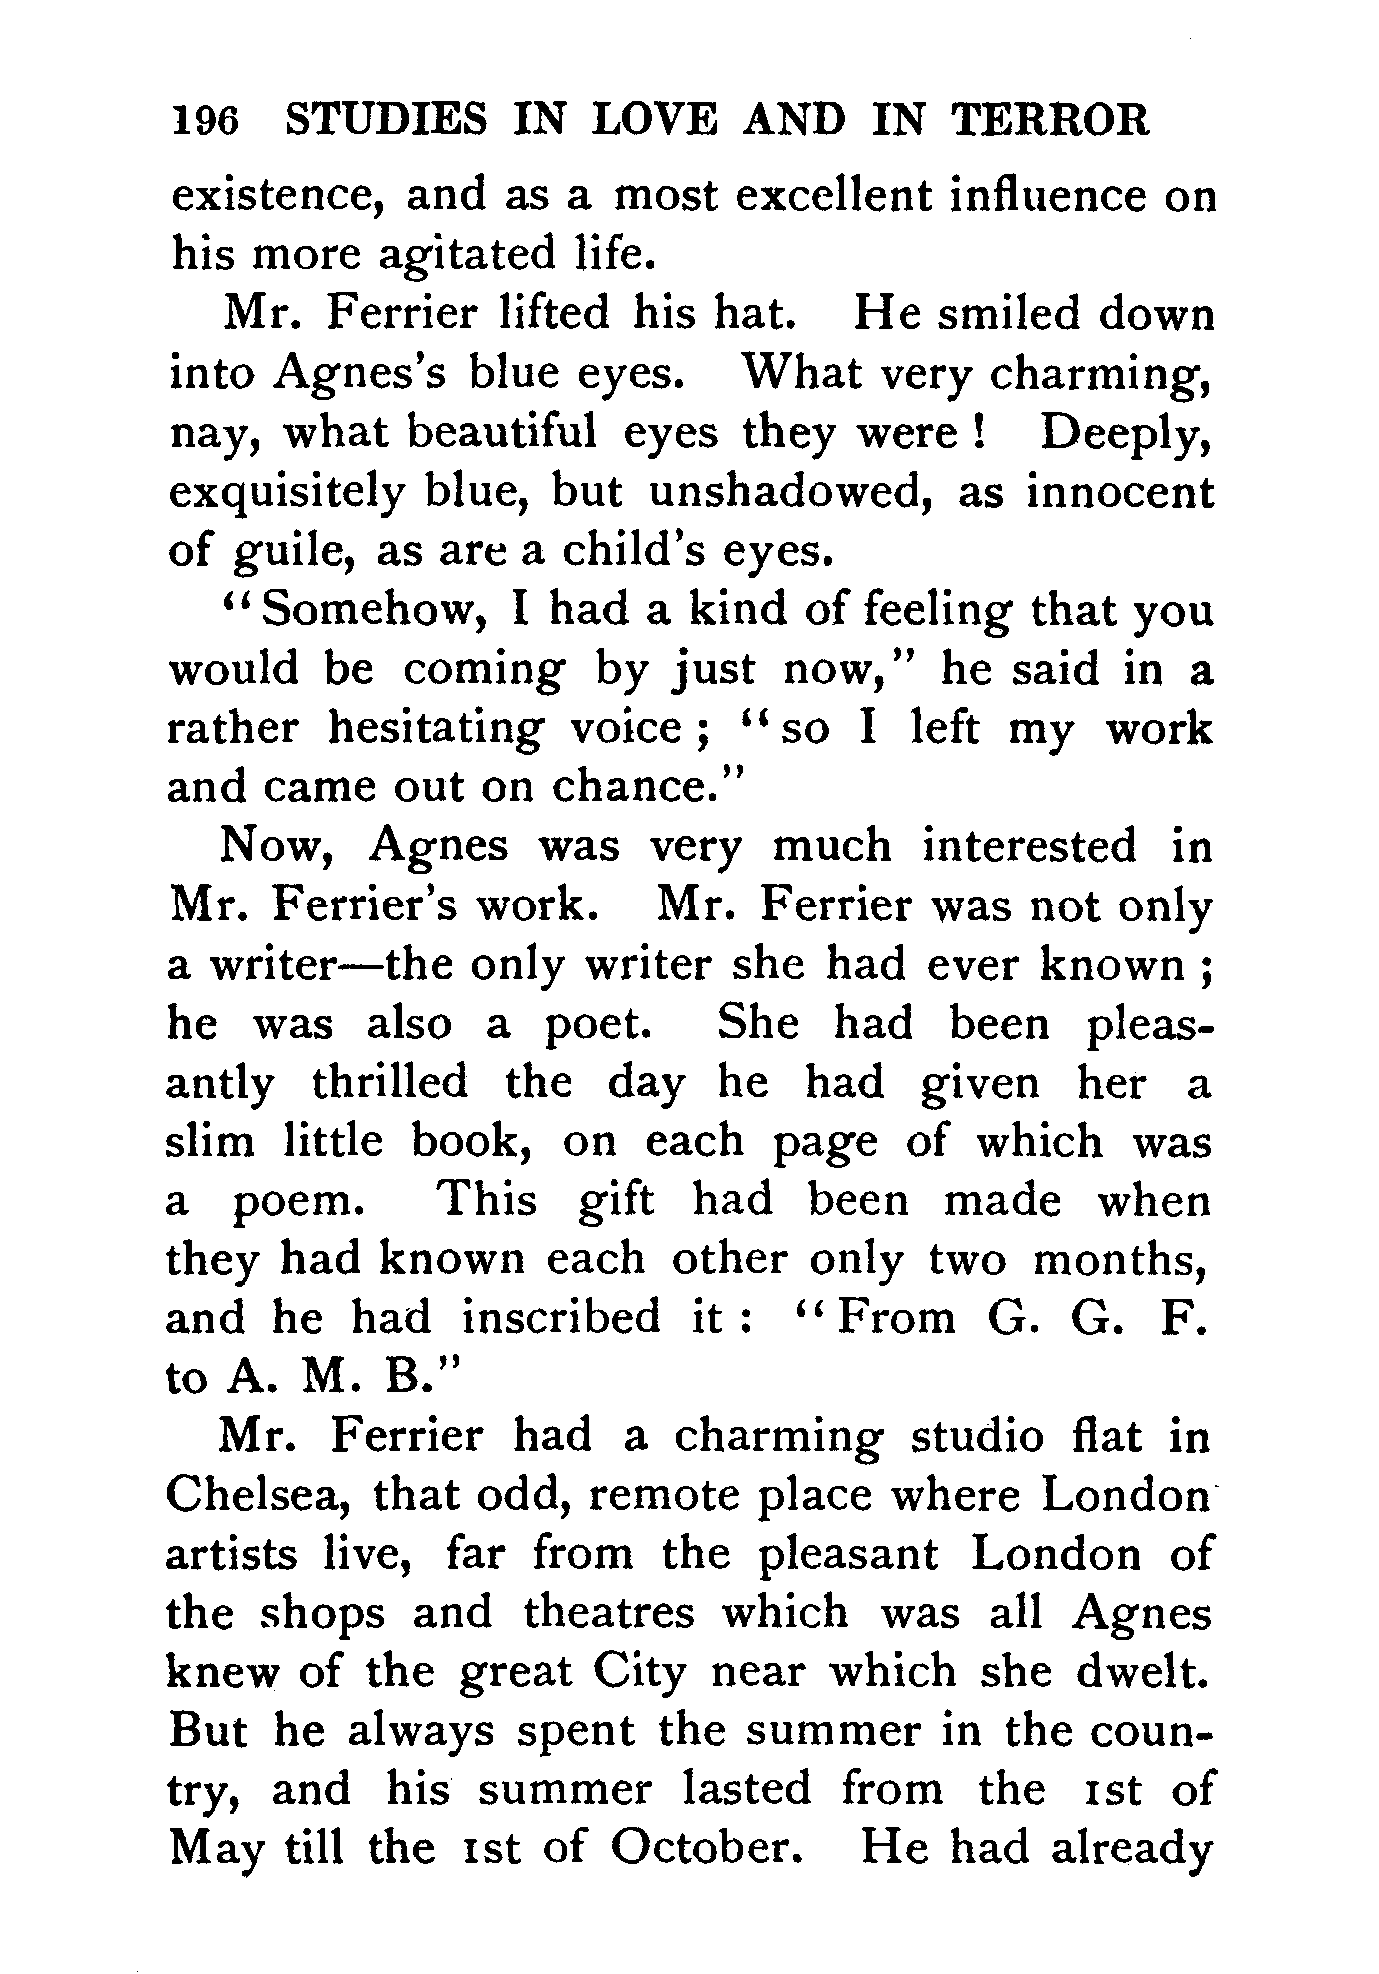 196 STUDIES IN LOVE AND IN TERROR
existence, and as a most excellent influence on
his more agitated life.
Mr. Ferrier lifted his hat. He smiled down
into Agnes's blue eyes. What very charming,
nay, what beautiful eyes they were ! Deeply,
exquisitely blue, but unshadowed, as innocent
of guile, as are a child's eyes.
“ Somehow, I had a kind of feeling that you
would be coming by just now,” he said in a
rather hesitating voice ; “ so I left my work
and came out on chance.”
Now, Agnes was very much interested in
Mr. Ferrier's work. Mr. Ferrier was not only
a writer—the only writer she had ever known ;
he was also a poet. She had been pleas-
antly thrilled the day he had given her a
slim little book, on each page of which was
a poem. This gift had been made when
they had known each other only two months,
and he had inscribed it : “ From G. G. F.
to A. M. B.”
Mr. Ferrier had a charming studio flat in
Chelsea, that odd, remote place where London
artists live, far from the pleasant London of
the shops and theatres which was all Agnes
knew of the great City near which she dwelt.
But he always spent the summer in the coun-
try, and his summer lasted from the 1st of
May till the 1st of October. He had already